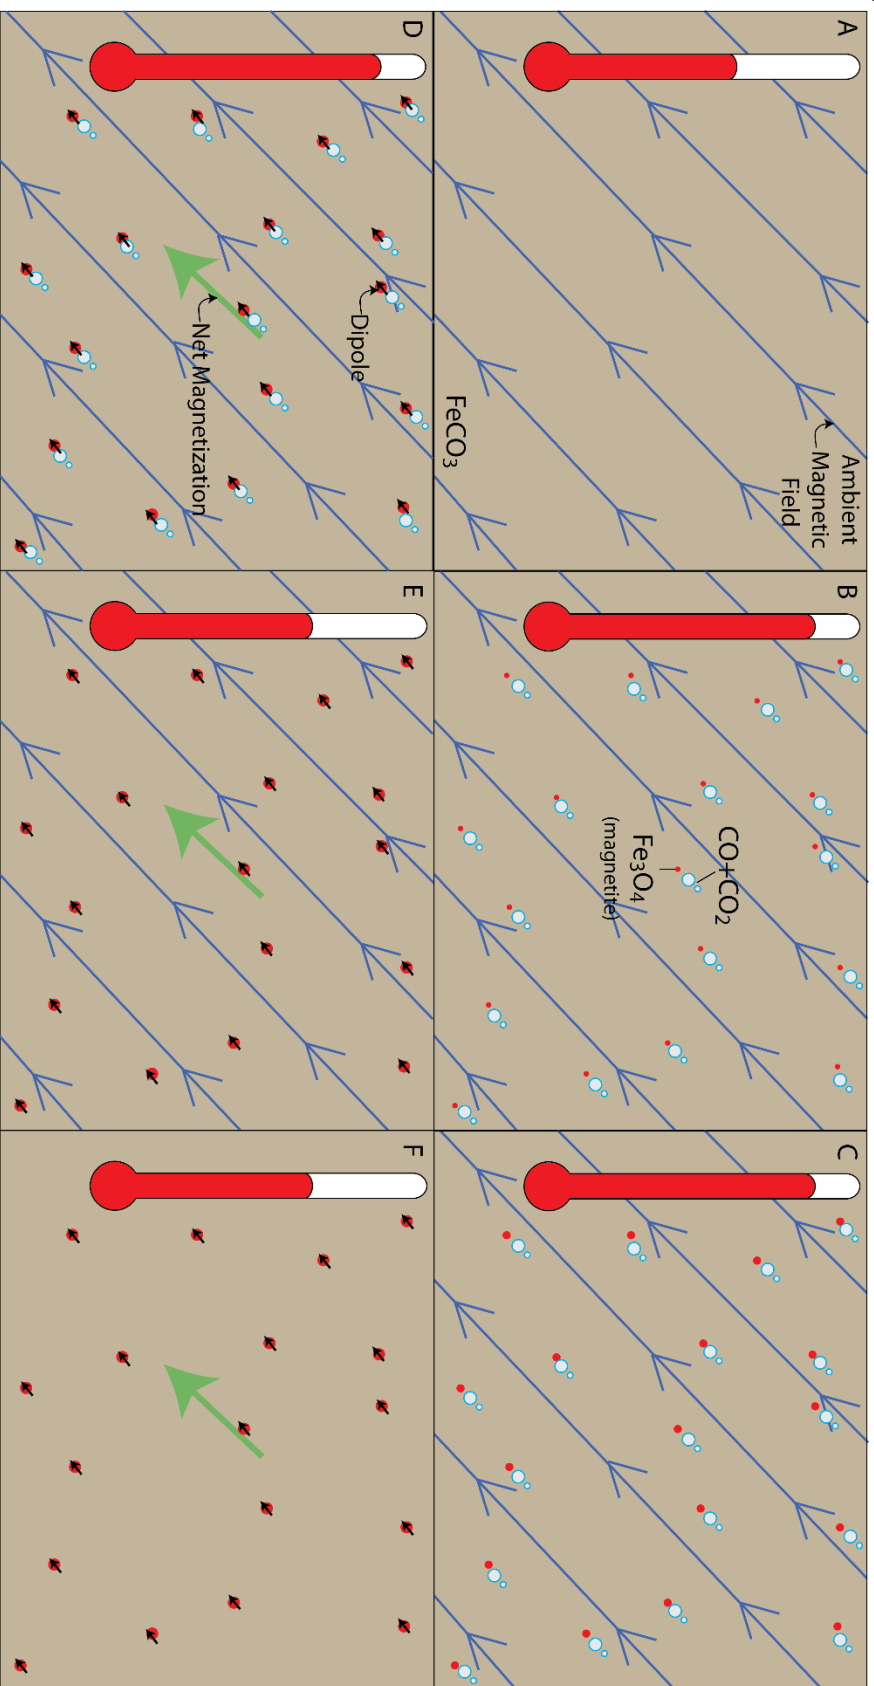 A
Ambient
Magnetic
Field
FeCO₃
B
CO+CO₂
Fe₃O₄
(magnetite)
C
D
Dipole
Net Magnetization
E
F